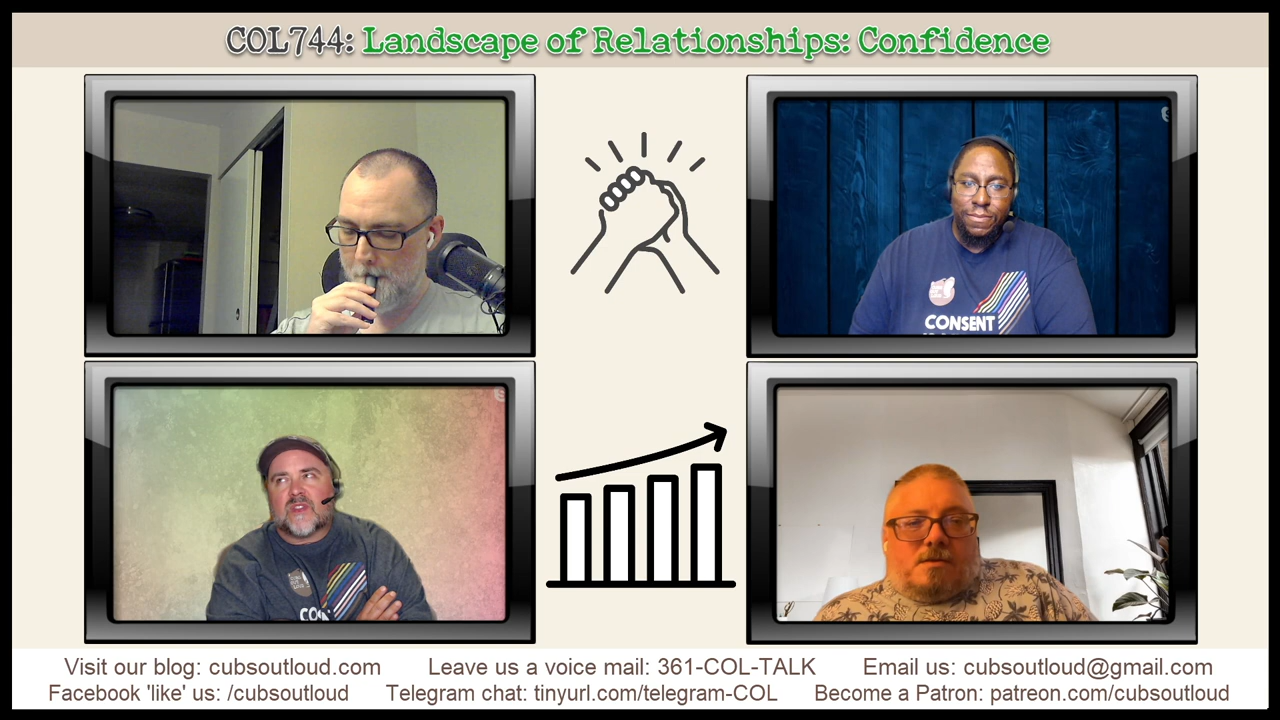 COL744: Landscape of Relationships: Confidence
CONSENT
CONS
Visit our blog: cubsoutloud.com Leave us a voice mail: 361-COL-TALK Email us: cubsoutloud@gmail.com
Facebook 'like' us: /cubsoutloud Telegram chat: tinyurl.com/telegram-COL Become a Patron: patreon.com/cubsoutloud